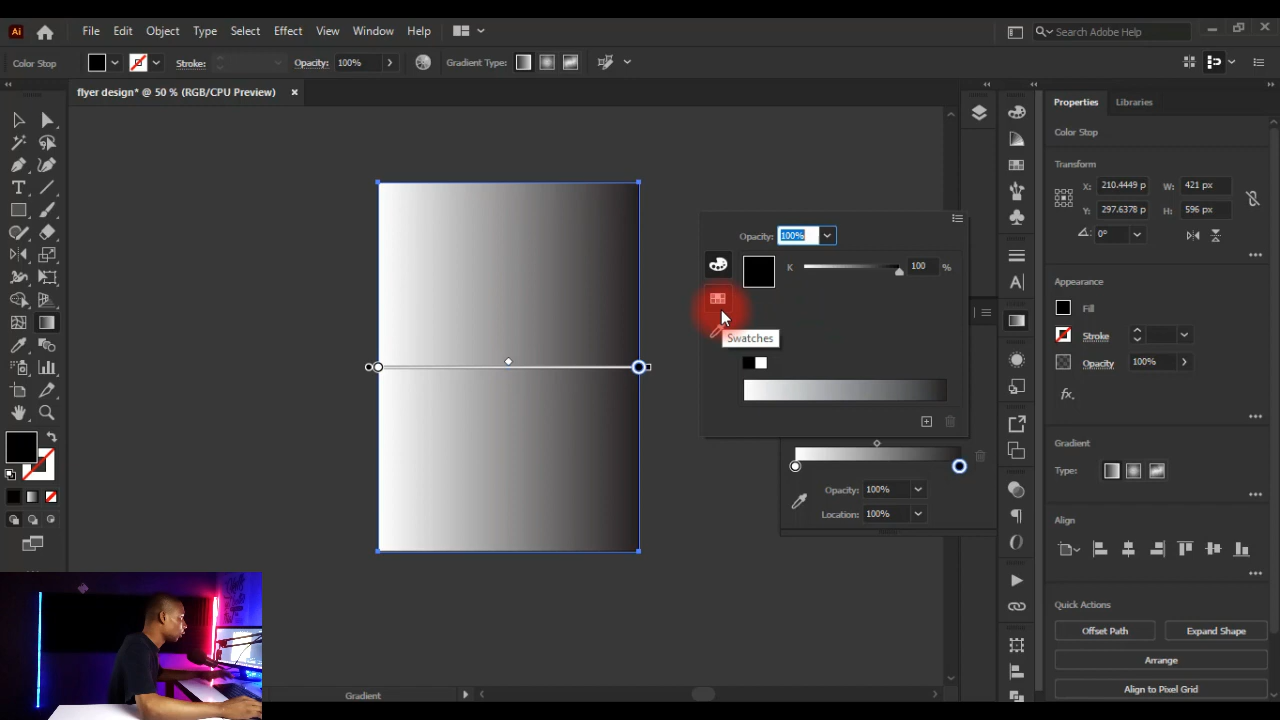 Ai File Edit Object Type Select Effect View Window Help Search Adobe Help
Color Stop Stroke: Opacity: 100% Gradient Type:
flyer design* @ 50 % (RGB/CPU Preview) ×
Properties Libraries
Color Stop
Transform
X: 210.4449 p W: 421 px
Y: 297.6378 p H: 596 px
0°
Opacity: 100%
K 100 %
Swatches
Appearance
Fill
Stroke
Opacity 100%
fx.
Gradient
Type:
Opacity: 100%
Location: 100%
Align
Quick Actions
Offset Path Expand Shape
Arrange
Align to Pixel Grid
Gradient